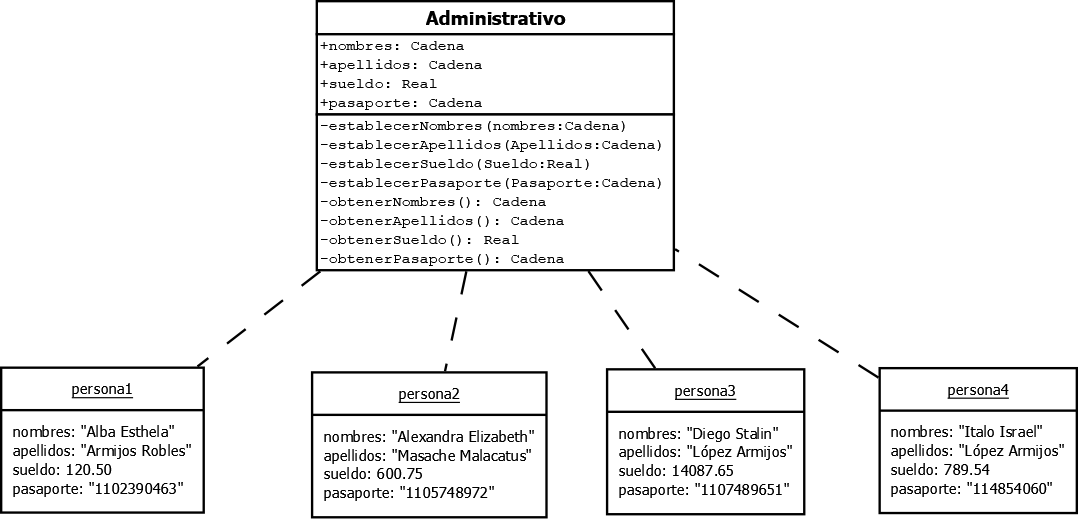 Administrativo
+nombres: Cadena
+apellidos: Cadena
+sueldo: Real
+pasaporte: Cadena
-establecerNombres(nombres:Cadena)
-establecerApellidos(Apellidos:Cadena)
-establecerSueldo(Sueldo:Real)
-establecerPasaporte(Pasaporte:Cadena)
-obtenerNombres(): Cadena
-obtenerApellidos(): Cadena
-obtenerSueldo(): Real
-obtenerPasaporte(): Cadena
persona1
nombres: "Alba Esthela"
apellidos: "Armijos Robles"
sueldo: 120.50
pasaporte: "1102390463"
persona2
nombres: "Alexandra Elizabeth"
apellidos: "Masache Malacatus"
sueldo: 600.75
pasaporte: "1105748972"
persona3
nombres: "Diego Stalin"
apellidos: "López Armijos"
sueldo: 14087.65
pasaporte: "1107489651"
persona4
nombres: "Italo Israel"
apellidos: "López Armijos"
sueldo: 789.54
pasaporte: "114854060"